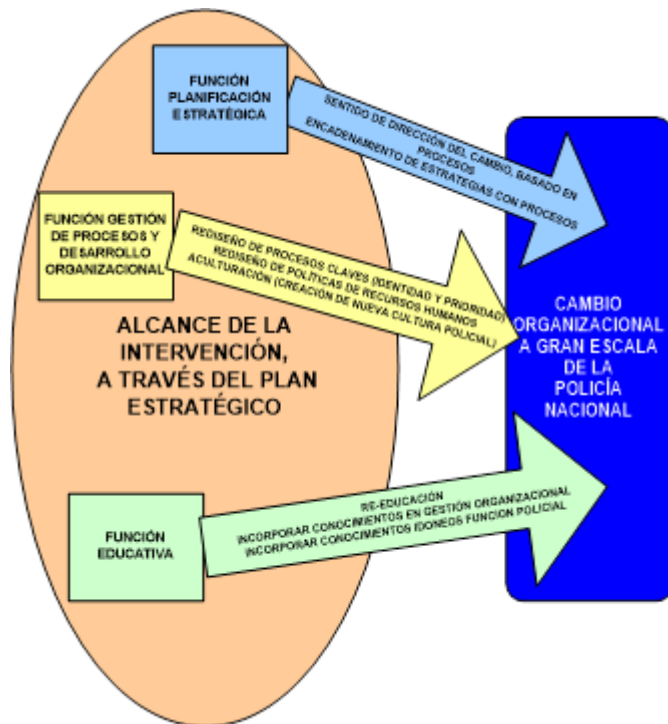 FUNCIÓN
PLANIFICACIÓN
ESTRATÉGICA
SENTIDO DE DIRECCIÓN DEL CAMBIO, BASADO EN
PROCESOS
ENCADENAMIENTO DE ESTRATEGIAS CON PROCESOS
FUNCIÓN GESTIÓN
DE PROCESOS Y
DESARROLLO
ORGANIZACIONAL
REDISEÑO DE PROCESOS CLAVES (IDENTIDAD Y PRIORIDAD)
REDISEÑO DE POLÍTICAS DE RECURSOS HUMANOS
ACULTURACIÓN (CREACIÓN DE NUEVA CULTURA POLICIAL)
ALCANCE DE LA
INTERVENCIÓN,
A TRAVÉS DEL PLAN
ESTRATÉGICO
CAMBIO
ORGANIZACIONAL
A GRAN ESCALA
DE LA
POLICÍA
NACIONAL
FUNCIÓN
EDUCATIVA
RE-EDUCACIÓN
INCORPORAR CONOCIMIENTOS EN GESTIÓN ORGANIZACIONAL
INCORPORAR CONOCIMIENTOS IDONEOS FUNCION POLICIAL